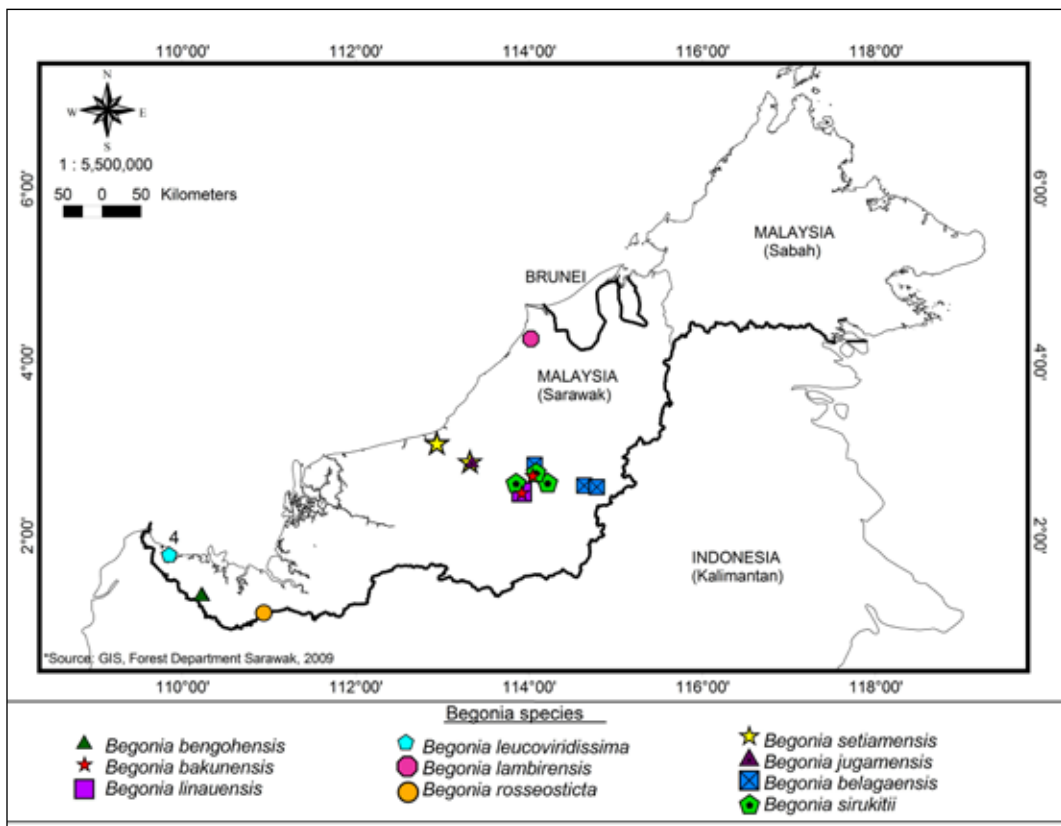 110°00' 112°00' 114°00' 116°00' 118°00'
N
W E
S
1 : 5,500,000
50 0 50 Kilometers
6°00' 6°00'
MALAYSIA
(Sabah)
BRUNEI
4°00' 4°00'
MALAYSIA
(Sarawak)
2°00' 2°00'
4
INDONESIA
(Kalimantan)
*Source: GIS, Forest Department Sarawak, 2009
110°00' 112°00' 114°00' 116°00' 118°00'
Begonia species
Begonia bengohensis
Begonia bakunensis
Begonia linauensis
Begonia leucoviridissima
Begonia lambirensis
Begonia rosseosticta
Begonia setiamensis
Begonia jugamensis
Begonia belagaensis
Begonia sirukitii